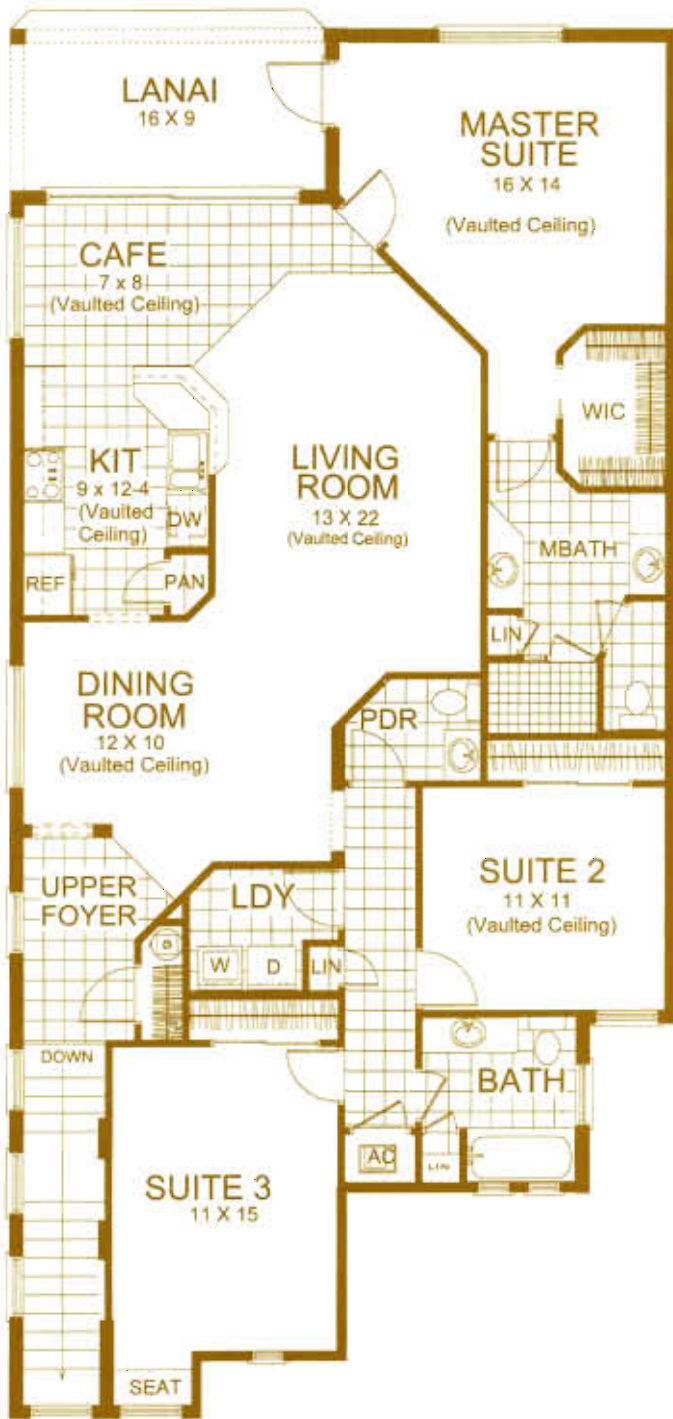 LANAI
16 X 9
MASTER
SUITE
16 X 14
(Vaulted Ceiling)
CAFE
7 x 8
(Vaulted Ceiling)
WIC
KIT
9 x 12-4
(Vaulted
Ceiling)
DW
REF
PAN
LIVING
ROOM
13 X 22
(Vaulted Ceiling)
MBATH
LIN
DINING
ROOM
12 X 10
(Vaulted Ceiling)
PDR
UPPER
FOYER
LDY
W
D
LIN
SUITE 2
11 X 11
(Vaulted Ceiling)
DOWN
BATH
AC
LIN
SUITE 3
11 X 15
SEAT